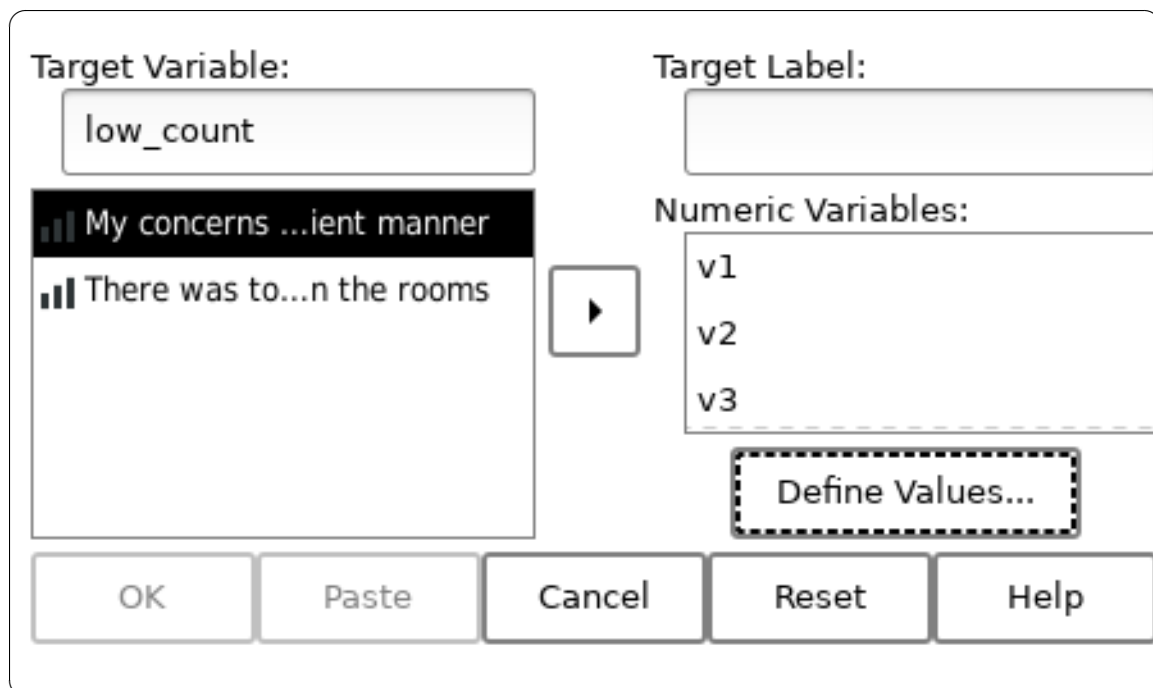 Target Variable:
low_count
My concerns ...ient manner
There was to...n the rooms
Target Label:
Numeric Variables:
v1
v2
v3
Define Values...
OK
Paste
Cancel
Reset
Help